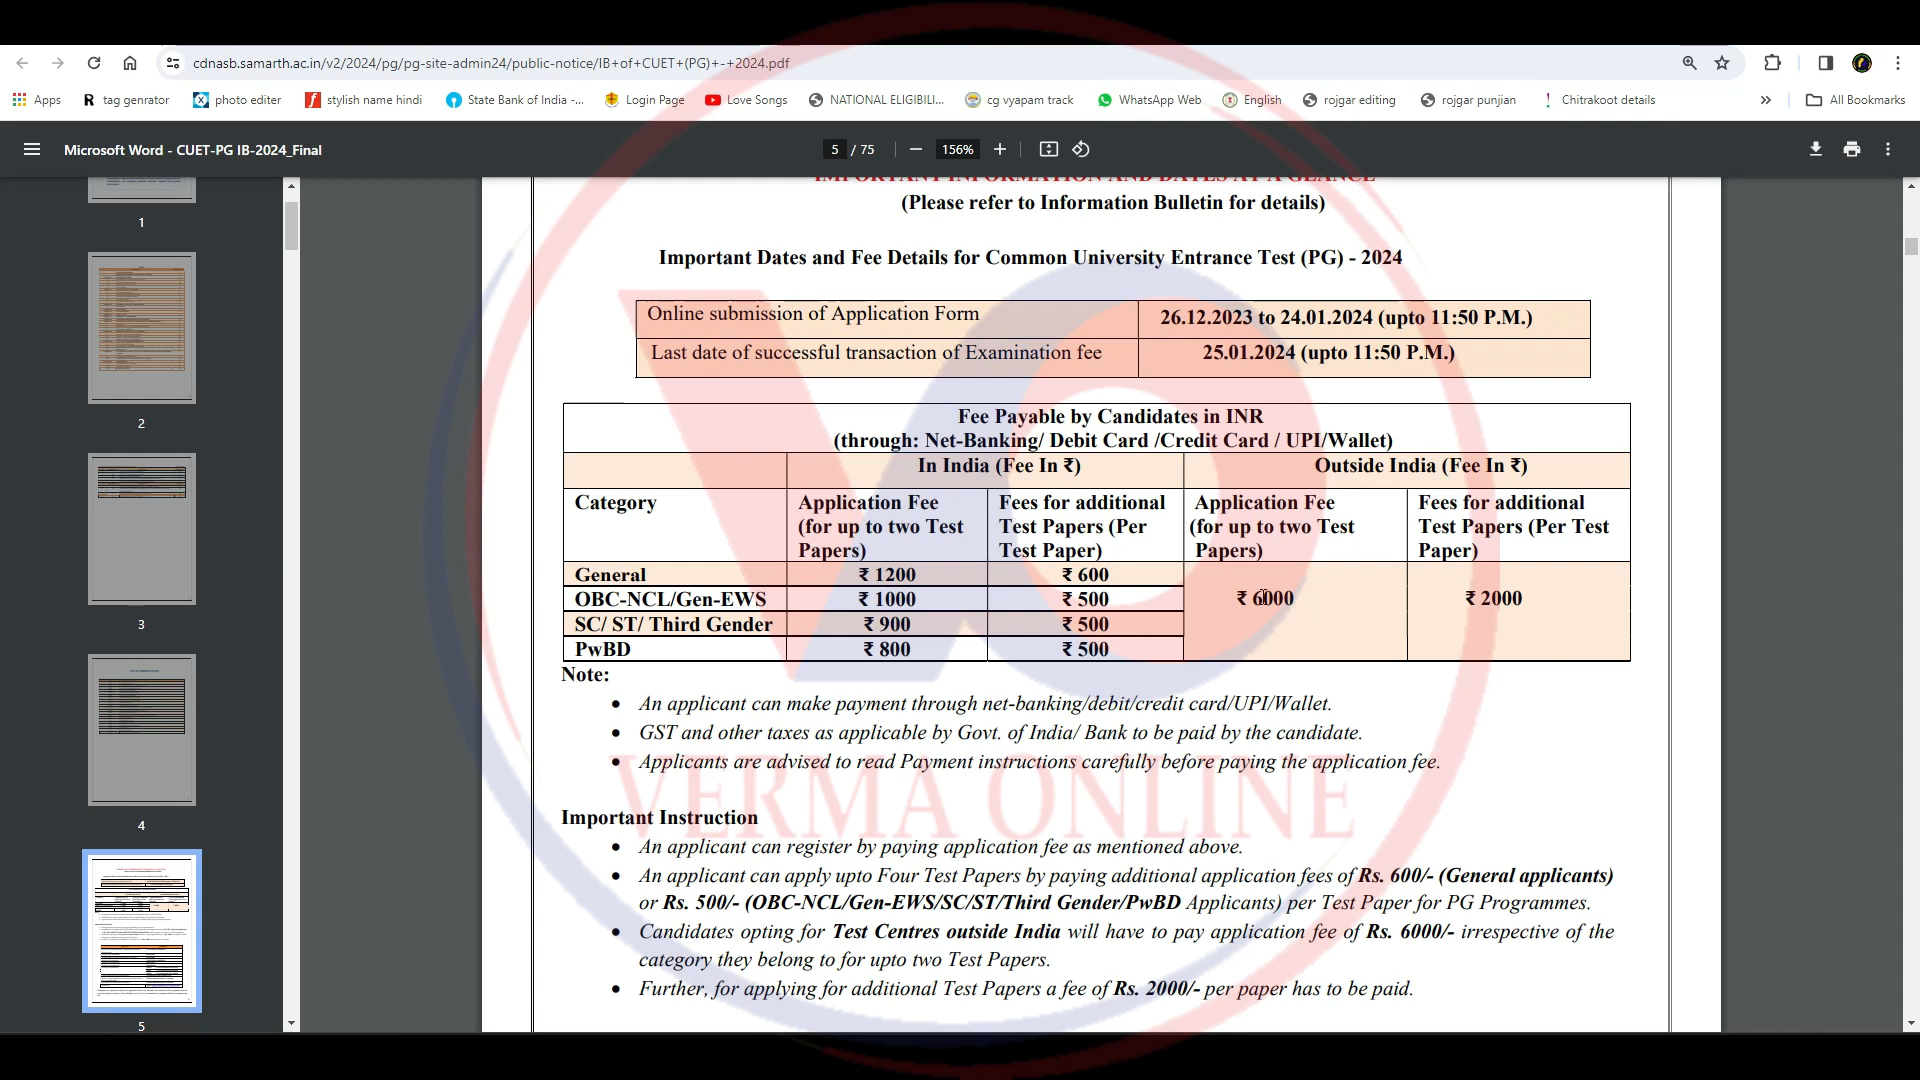 cdnasb.samarth.ac.in/v2/2024/pg/pg-site-admin24/public-notice/IB+of+CUET+(PG)+-+2024.pdf
Apps
tag genrator
photo editer
stylish name hindi
State Bank of India -...
Login Page
Love Songs
NATIONAL ELIGIBILI...
cg vyapam track
WhatsApp Web
English
rojgar editing
rojgar punjian
Chitrakoot details
All Bookmarks
Microsoft Word - CUET-PG IB-2024_Final
5 / 75
156%
1
2
3
4
5
IMPORTANT INFORMATION AND DATES AT A GLANCE
(Please refer to Information Bulletin for details)
Important Dates and Fee Details for Common University Entrance Test (PG) - 2024
Online submission of Application Form
26.12.2023 to 24.01.2024 (upto 11:50 P.M.)
Last date of successful transaction of Examination fee
25.01.2024 (upto 11:50 P.M.)
Fee Payable by Candidates in INR
(through: Net-Banking/ Debit Card /Credit Card / UPI/Wallet)
In India (Fee In ₹)
Outside India (Fee In ₹)
Category
Application Fee
(for up to two Test
Papers)
Fees for additional
Test Papers (Per
Test Paper)
Application Fee
(for up to two Test
Papers)
Fees for additional
Test Papers (Per Test
Paper)
General
₹ 1200
₹ 600
OBC-NCL/Gen-EWS
₹ 1000
₹ 500
₹ 6000
₹ 2000
SC/ ST/ Third Gender
₹ 900
₹ 500
PwBD
₹ 800
₹ 500
Note:
• An applicant can make payment through net-banking/debit/credit card/UPI/Wallet.
• GST and other taxes as applicable by Govt. of India/ Bank to be paid by the candidate.
• Applicants are advised to read Payment instructions carefully before paying the application fee.
VERMA ONLINE
Important Instruction
• An applicant can register by paying application fee as mentioned above.
• An applicant can apply upto Four Test Papers by paying additional application fees of Rs. 600/- (General applicants)
or Rs. 500/- (OBC-NCL/Gen-EWS/SC/ST/Third Gender/PwBD Applicants) per Test Paper for PG Programmes.
• Candidates opting for Test Centres outside India will have to pay application fee of Rs. 6000/- irrespective of the
category they belong to for upto two Test Papers.
• Further, for applying for additional Test Papers a fee of Rs. 2000/- per paper has to be paid.